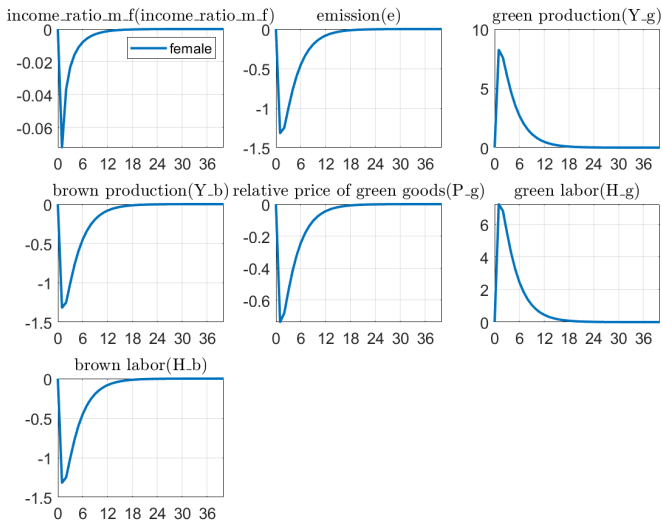 income_ratio_m_f(income_ratio_m_f)
emission(e)
green production(Y_g)
0
-0.02
-0.04
-0.06
female
0 6 12 18 24 30 36
0
-0.5
-1
-1.5
0 6 12 18 24 30 36
10
5
0
0 6 12 18 24 30 36
brown production(Y_b)
relative price of green goods(P_g)
green labor(H_g)
0
-0.5
-1
-1.5
0 6 12 18 24 30 36
0
-0.2
-0.4
-0.6
0 6 12 18 24 30 36
6
4
2
0
0 6 12 18 24 30 36
brown labor(H_b)
0
-0.5
-1
-1.5
0 6 12 18 24 30 36